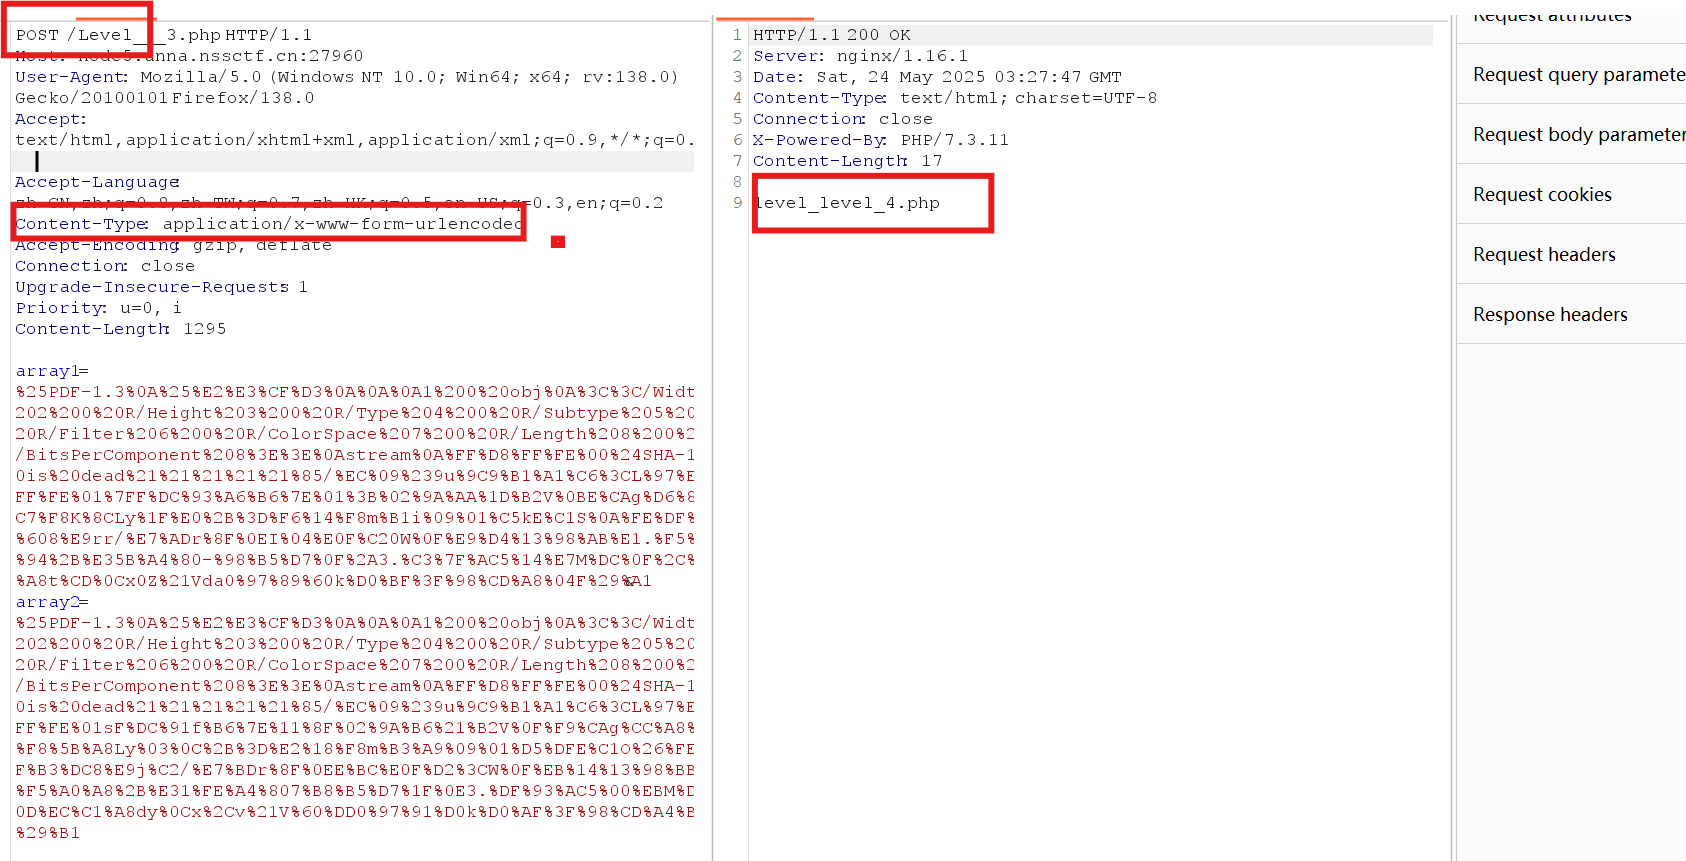 POST /Level___3.php HTTP/1.1
Host: node5.anna.nssctf.cn:27960
User-Agent: Mozilla/5.0 (Windows NT 10.0; Win64; x64; rv:138.0)
Gecko/20100101 Firefox/138.0
Accept:
text/html,application/xhtml+xml,application/xml;q=0.9,*/*;q=0.
Accept-Language:
zh-CN,zh;q=0.8,zh-TW;q=0.7,zh-HK;q=0.5,en-US;q=0.3,en;q=0.2
Content-Type: application/x-www-form-urlencoded
Accept-Encoding: gzip, deflate
Connection: close
Upgrade-Insecure-Requests: 1
Priority: u=0, i
Content-Length: 1295
array1=
%25PDF-1.3%0A%25%E2%E3%CF%D3%0A%0A%0A1%200%20obj%0A%3C%3C/Widt
202%200%20R/Height%203%200%20R/Type%204%200%20R/Subtype%205%20
20R/Filter%206%200%20R/ColorSpace%207%200%20R/Length%208%200%2
/BitsPerComponent%208%3E%3E%0Astream%0A%FF%D8%FF%FE%00%24SHA-1
0is%20dead%21%21%21%21%21%85/%EC%09%239u%9C9%B1%A1%C6%3CL%97%E
FF%FE%01%7FF%DC%93%A6%B6%7E%01%3B%02%9A%AA%1D%B2V%0BE%CAg%D6%8
C7%F8K%8CLy%1F%E0%2B%3D%F6%14%F8m%B1i%09%01%C5kE%C1S%0A%FE%DF%
%608%E9rr/%E7%ADr%8F%0EI%04%E0F%C20W%0F%E9%D4%13%98%AB%E1.%F5%
%94%2B%E35B%A4%80-%98%B5%D7%0F%2A3.%C3%7F%AC5%14%E7M%DC%0F%2C%
%A8t%CD%0Cx0Z%21Vda0%97%89%60k%D0%BF%3F%98%CD%A8%04F%29%A1&
array2=
%25PDF-1.3%0A%25%E2%E3%CF%D3%0A%0A%0A1%200%20obj%0A%3C%3C/Widt
202%200%20R/Height%203%200%20R/Type%204%200%20R/Subtype%205%20
20R/Filter%206%200%20R/ColorSpace%207%200%20R/Length%208%200%2
/BitsPerComponent%208%3E%3E%0Astream%0A%FF%D8%FF%FE%00%24SHA-1
0is%20dead%21%21%21%21%21%85/%EC%09%239u%9C9%B1%A1%C6%3CL%97%E
FF%FE%01sF%DC%91f%B6%7E%11%8F%02%9A%B6%21%B2V%0F%F9%CAg%CC%A8%
%F8%5B%A8Ly%03%0C%2B%3D%E2%18%F8m%B3%A9%09%01%D5%DFE%C1O%26%FE
F%B3%DC8%E9j%C2/%E7%BDr%8F%0EE%BC%E0F%D2%3CW%0F%EB%14%13%98%BB
%F5%A0%A8%2B%E31%FE%A4%807%B8%B5%D7%1F%0E3.%DF%93%AC5%00%EBM%D
0D%EC%C1%A8dy%0Cx%2Cv%21V%60%DD0%97%91%D0k%D0%AF%3F%98%CD%A4%B
%29%B1
1 HTTP/1.1 200 OK
2 Server: nginx/1.16.1
3 Date: Sat, 24 May 2025 03:27:47 GMT
4 Content-Type: text/html; charset=UTF-8
5 Connection: close
6 X-Powered-By: PHP/7.3.11
7 Content-Length: 17
8
9 level_level_4.php
Request attributes
Request query paramete
Request body parameter
Request cookies
Request headers
Response headers